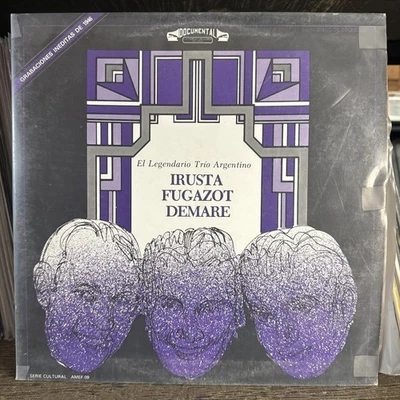 GRABACIONES INEDITAS DE 1946
DOCUMENTAL
El Legendario Trío Argentino
IRUSTA
FUGAZOT
DEMARE
SERIE CULTURAL